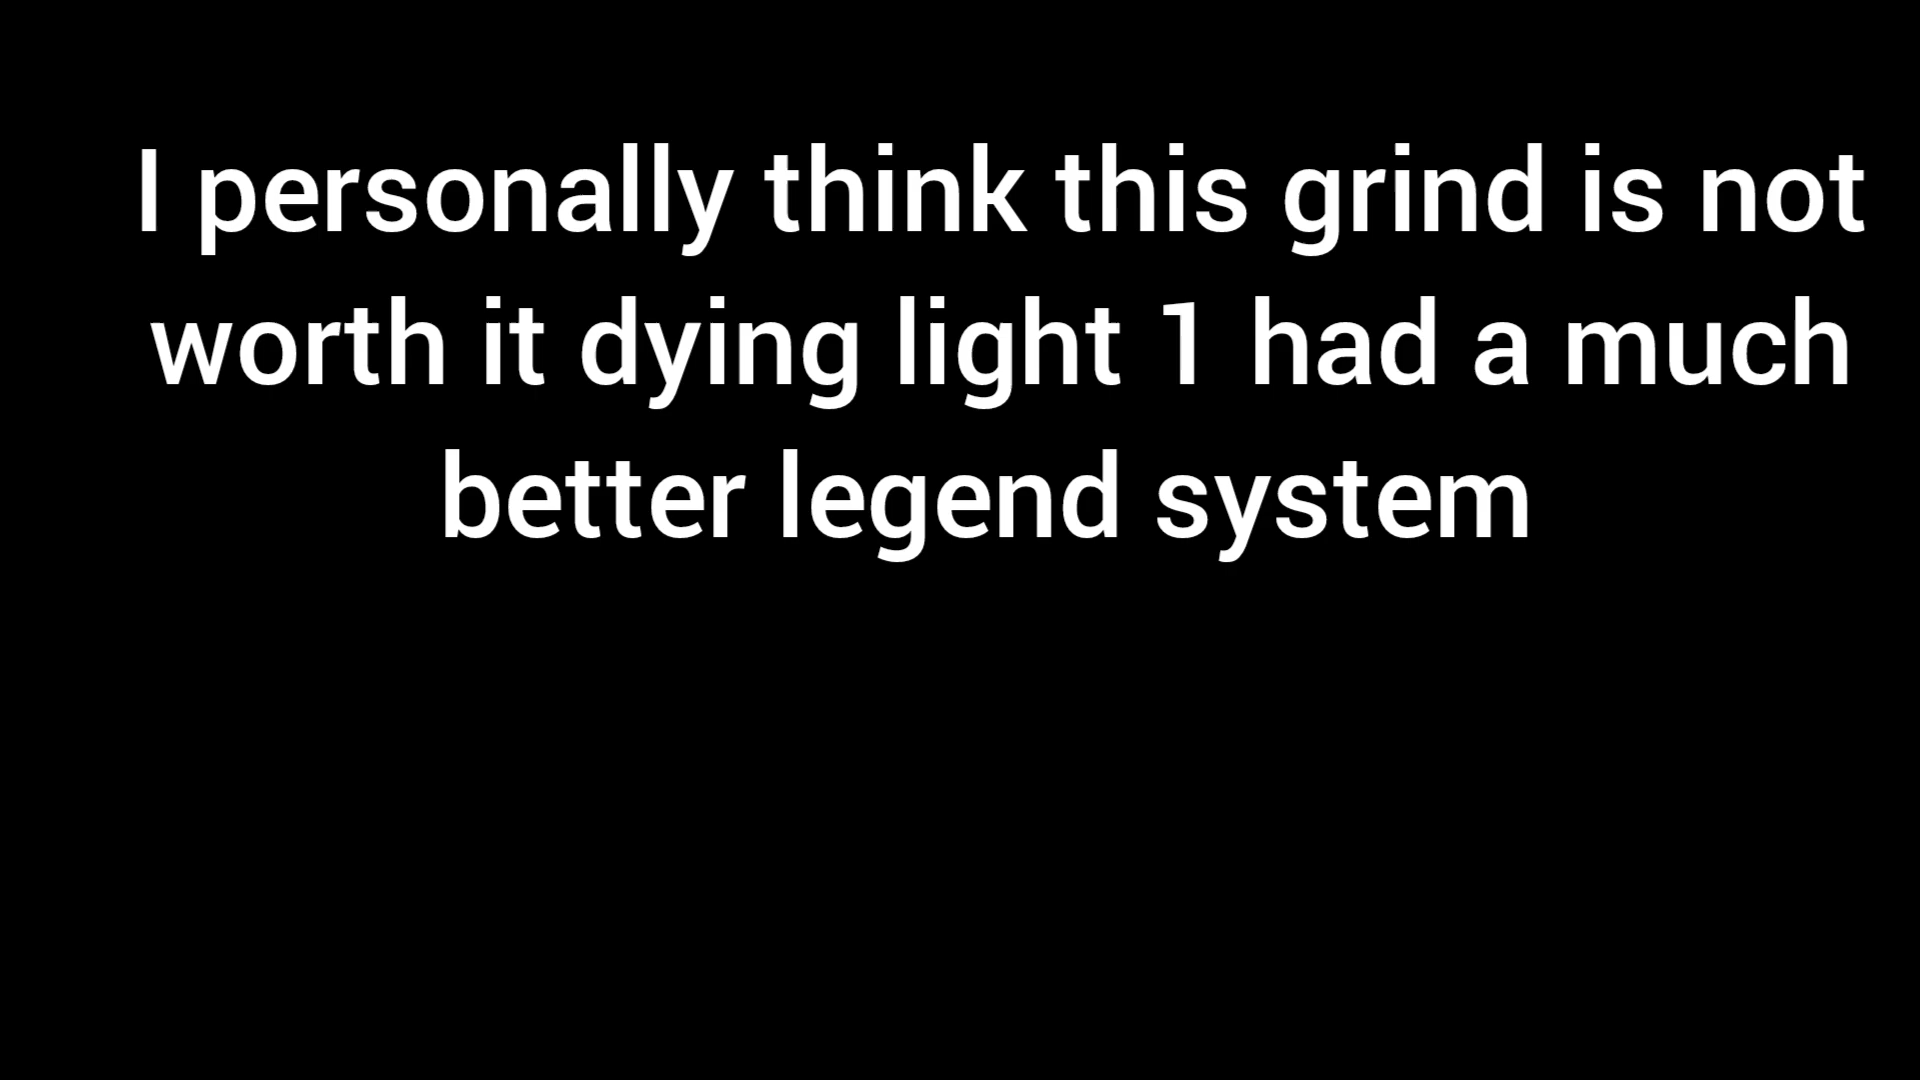 I personally think this grind is not
worth it dying light 1 had a much
better legend system